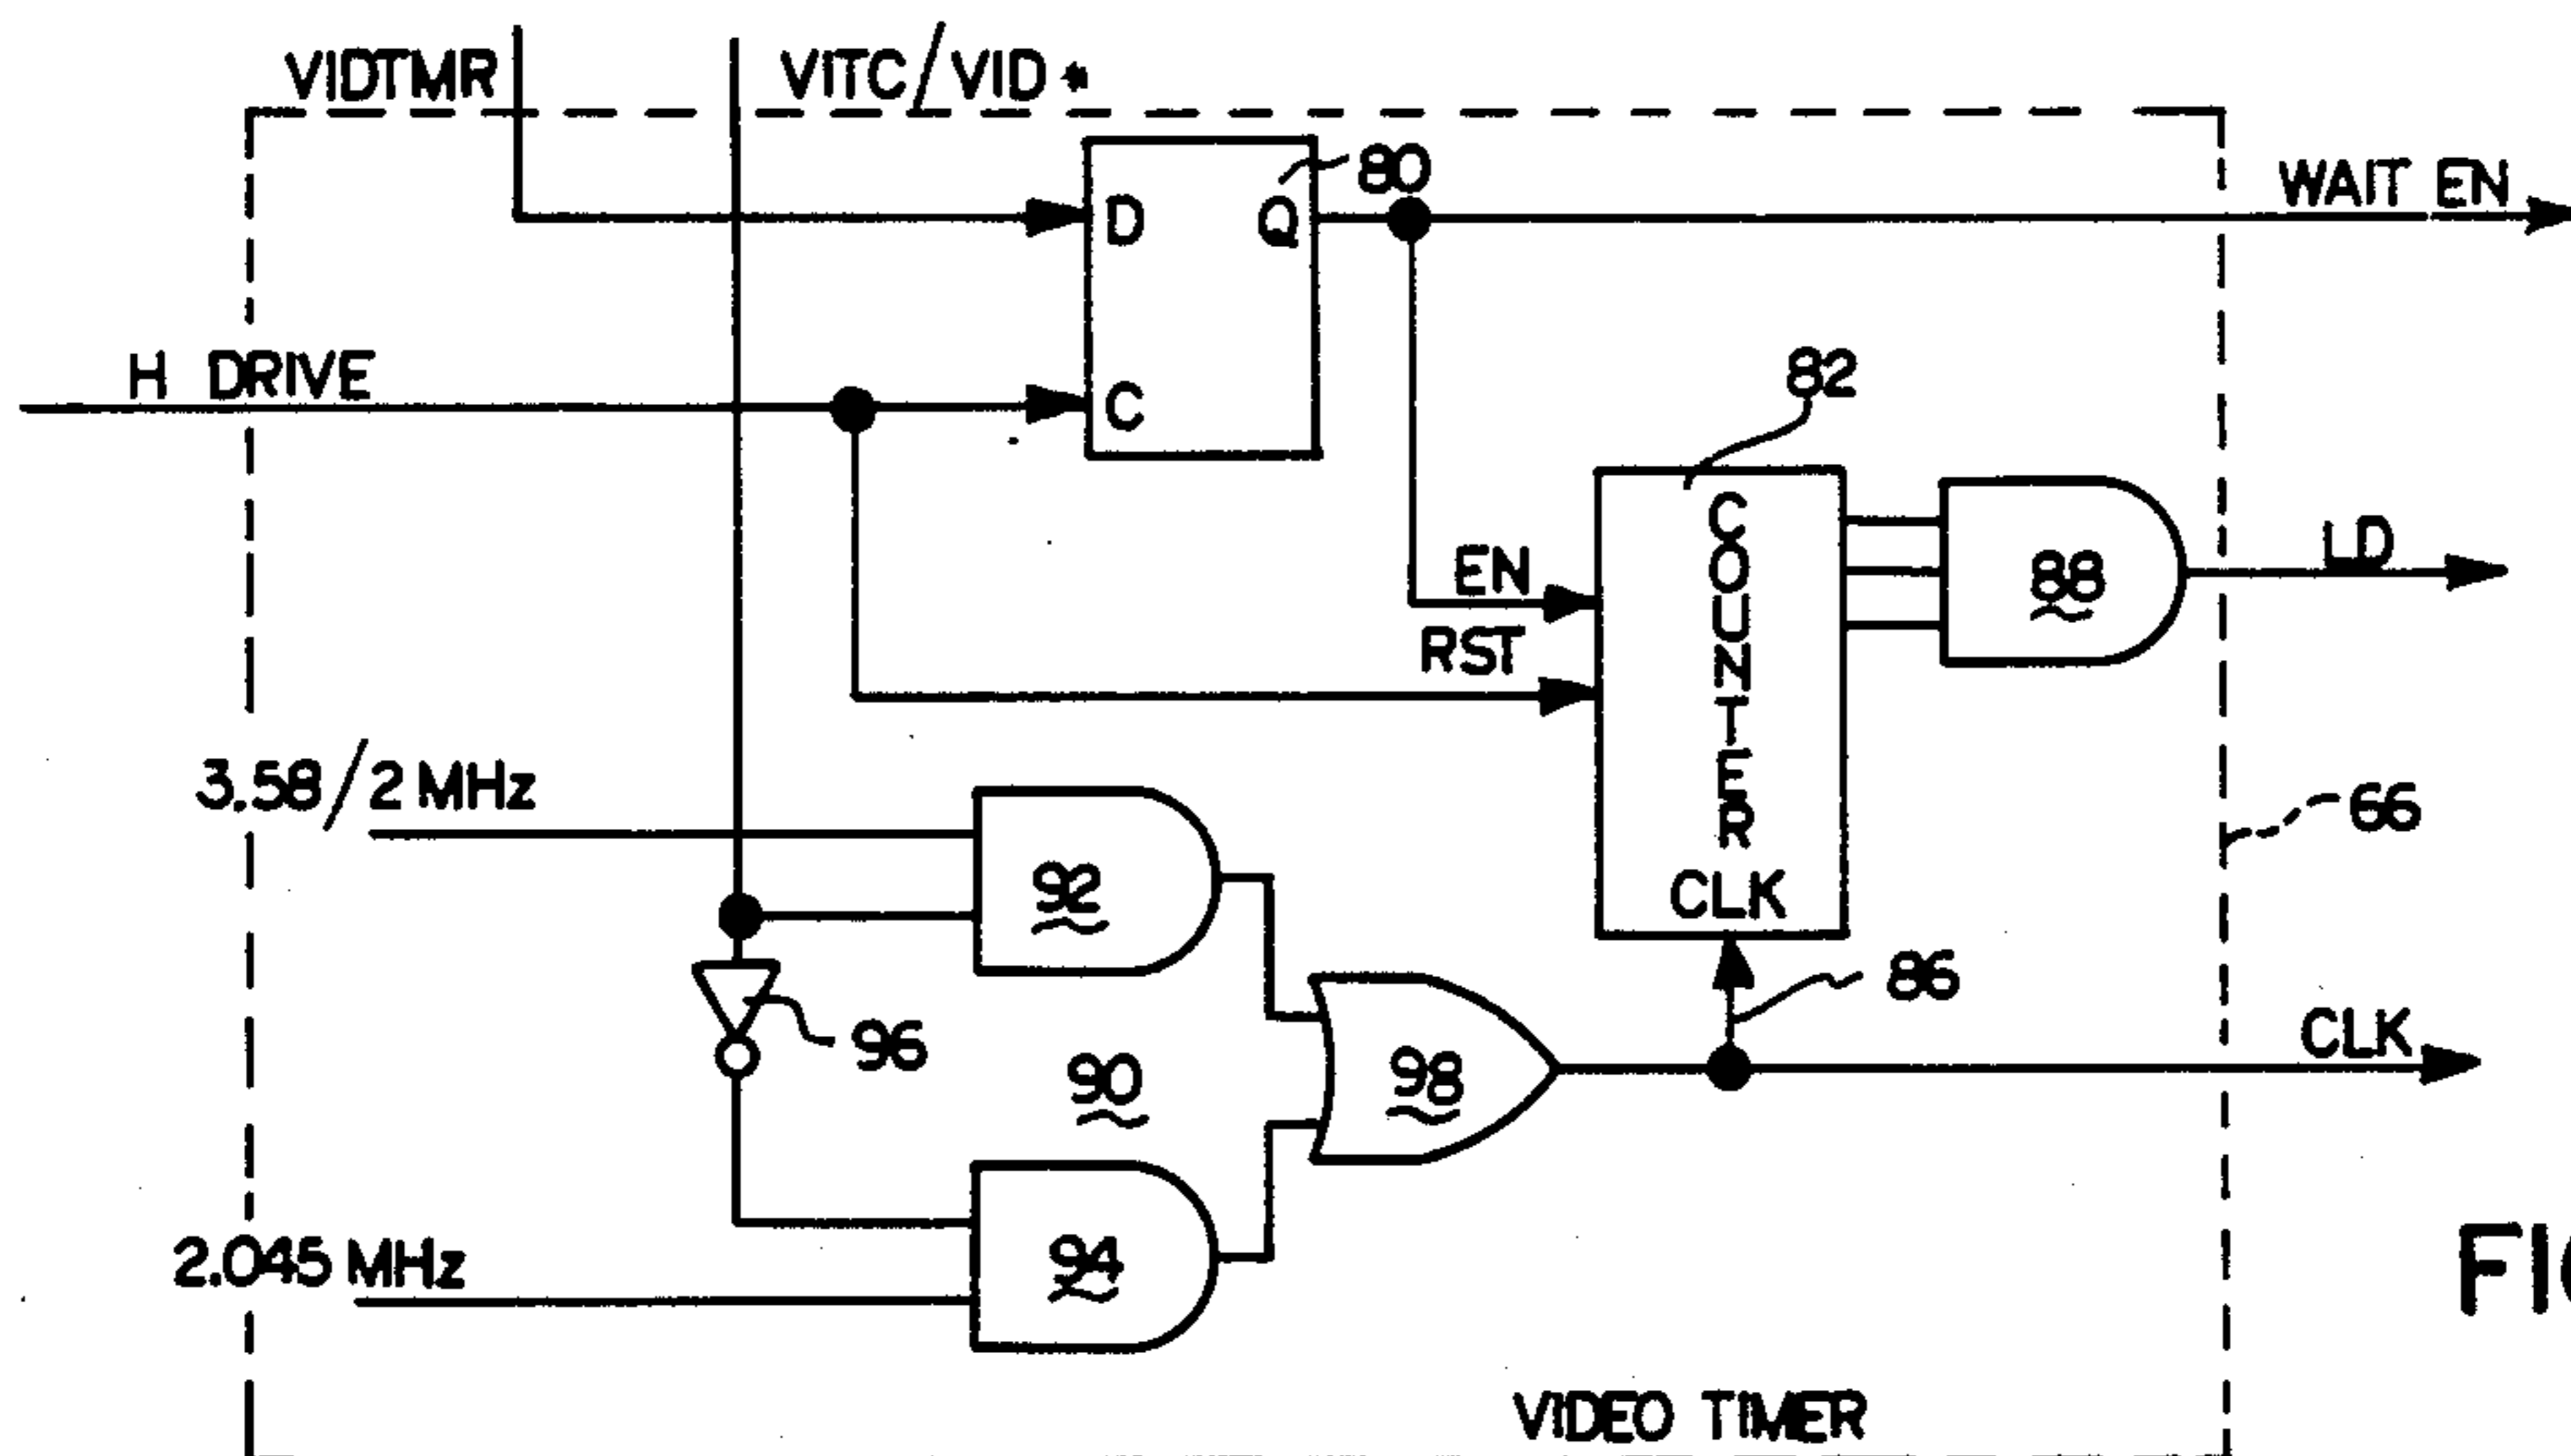 VIDTMR
VITC/VID *
80
WAIT EN
D
Q
H DRIVE
C
82
COUNTER
EN
88
LD
RST
3.58/2 MHz
66
92
CLK
86
96
90
98
CLK
2.045 MHz
94
VIDEO TIMER